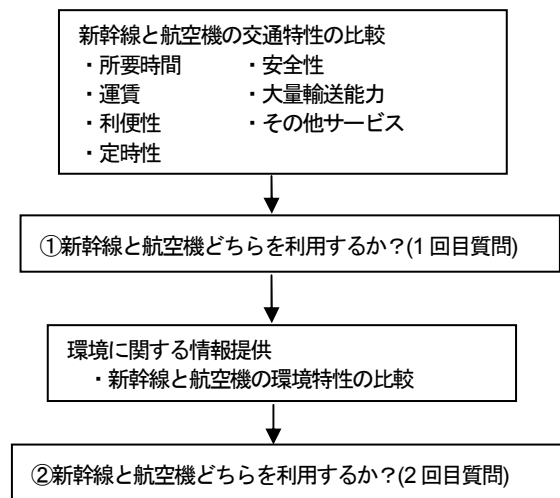 新幹線と航空機の交通特性の比較
・所要時間 ・安全性
・運賃 ・大量輸送能力
・利便性 ・その他サービス
・定時性
①新幹線と航空機どちらを利用するか？(1 回目質問)
環境に関する情報提供
・新幹線と航空機の環境特性の比較
②新幹線と航空機どちらを利用するか？(2 回目質問)